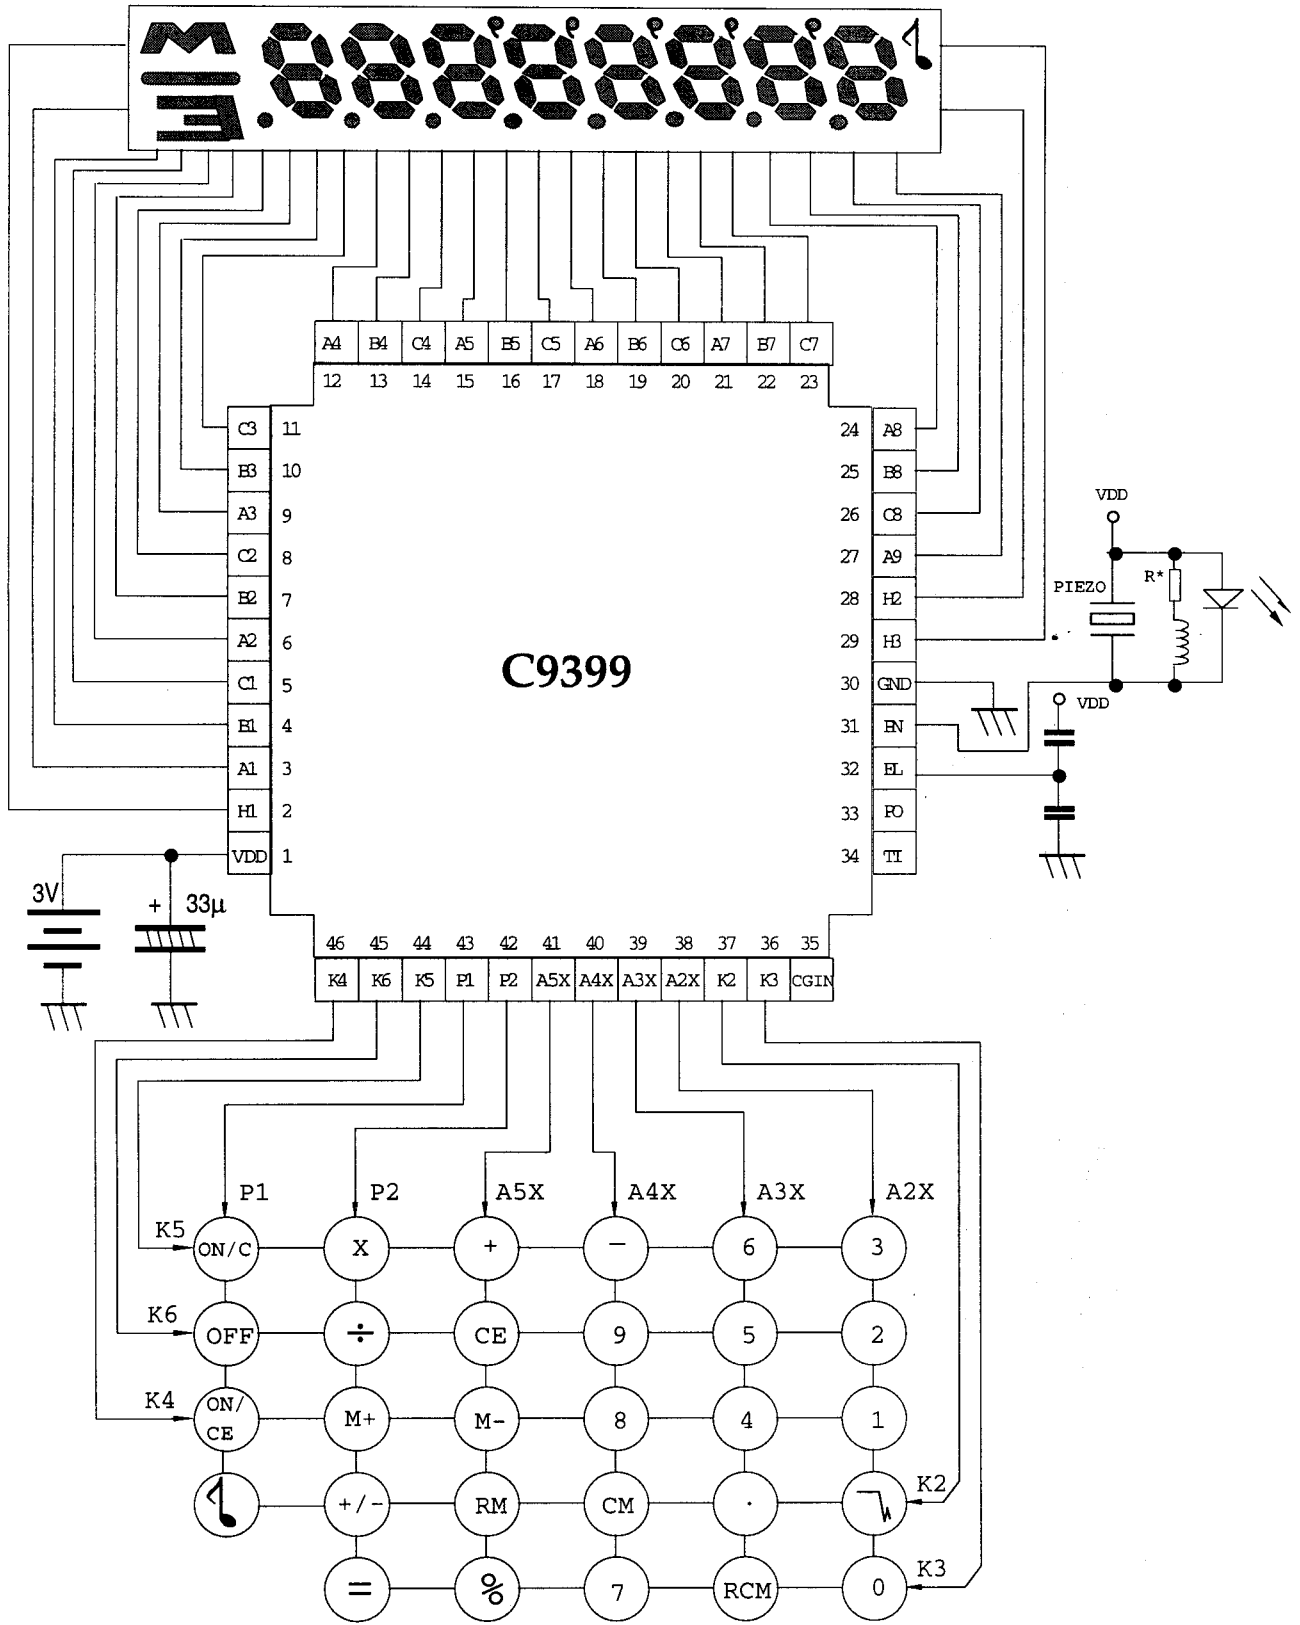 M 88888888
E
A4 B4 C4 A5 B5 C5 A6 B6 C6 A7 B7 C7
12 13 14 15 16 17 18 19 20 21 22 23
C3 11
B3 10
A3 9
C2 8
B2 7
A2 6
C1 5
B1 4
A1 3
H1 2
VDD 1
C9399
24 A8
25 B8
26 C8
27 A9
28 H2
29 H3
30 GND
31 BN
32 EL
33 PO
34 TI
VDD
PIEZO
R*
VDD
3V
+ 33μ
46 45 44 43 42 41 40 39 38 37 36 35
K4 K6 K5 P1 P2 A5X A4X A3X A2X K2 K3 CGIN
P1 P2 A5X A4X A3X A2X
K5 ON/C X + − 6 3
K6 OFF ÷ CE 9 5 2
K4 ON/
CE M+ M- 8 4 1
+/- RM CM . K2
= % 7 RCM 0 K3